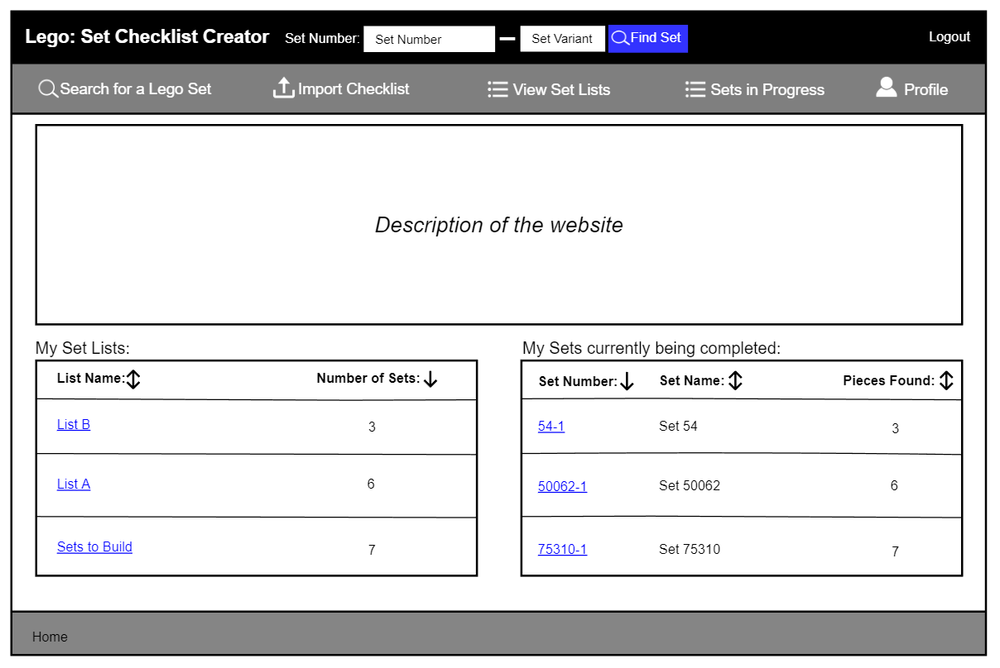 Lego: Set Checklist Creator Set Number: Set Number Set Variant Find Set Logout
Search for a Lego Set Import Checklist View Set Lists Sets in Progress Profile
Description of the website
My Set Lists:
List Name: Number of Sets:
List B 3
List A 6
Sets to Build 7
My Sets currently being completed:
Set Number: Set Name: Pieces Found:
54-1 Set 54 3
50062-1 Set 50062 6
75310-1 Set 75310 7
Home